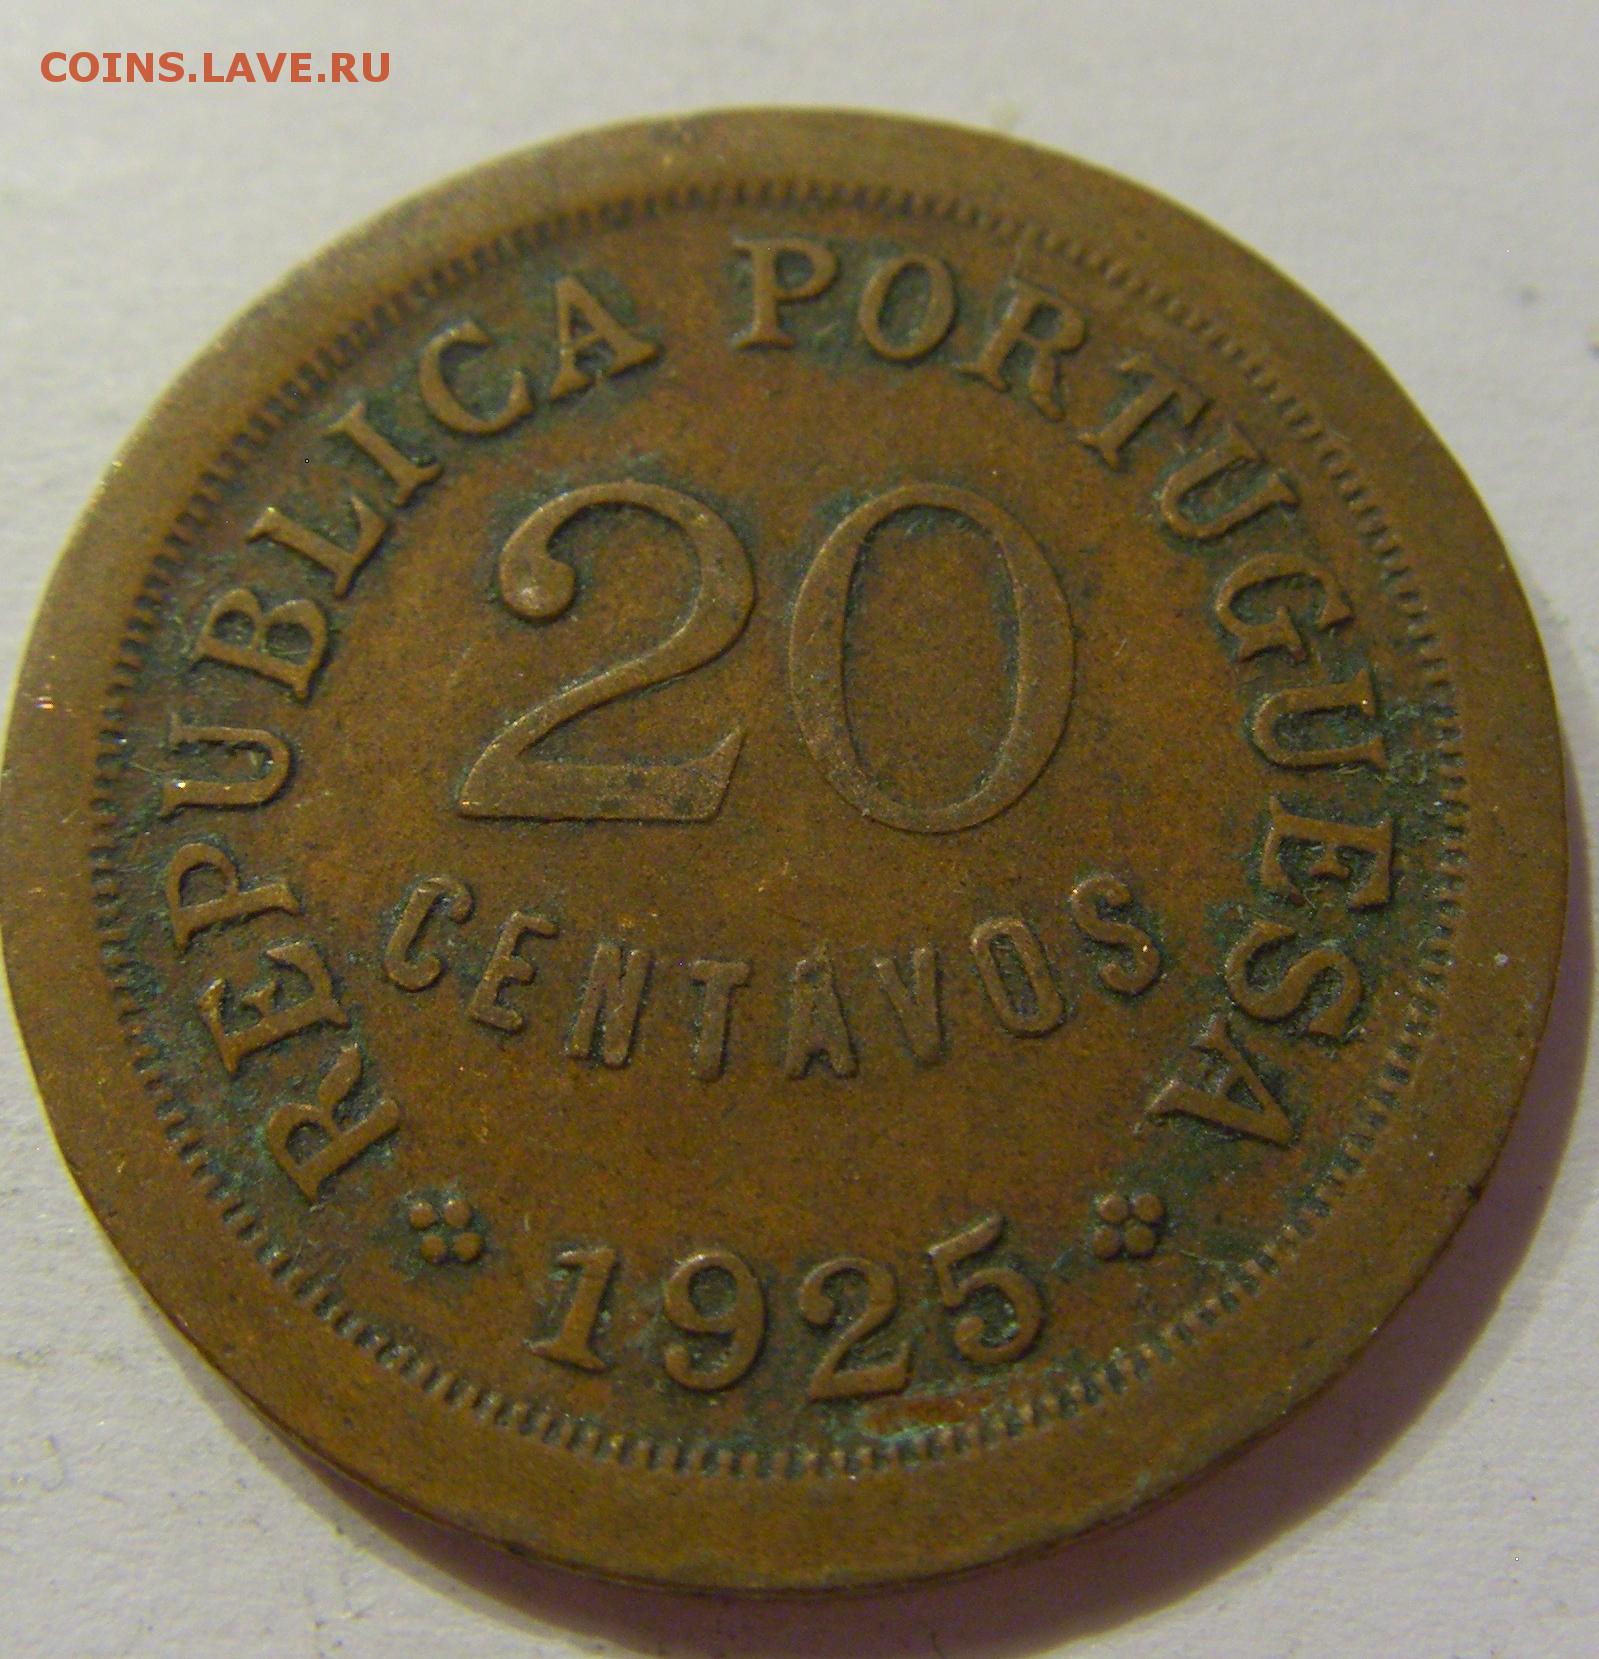 COINS.LAVE.RU
REPUBLICA PORTUGUESA
20
CENTAVOS
1925